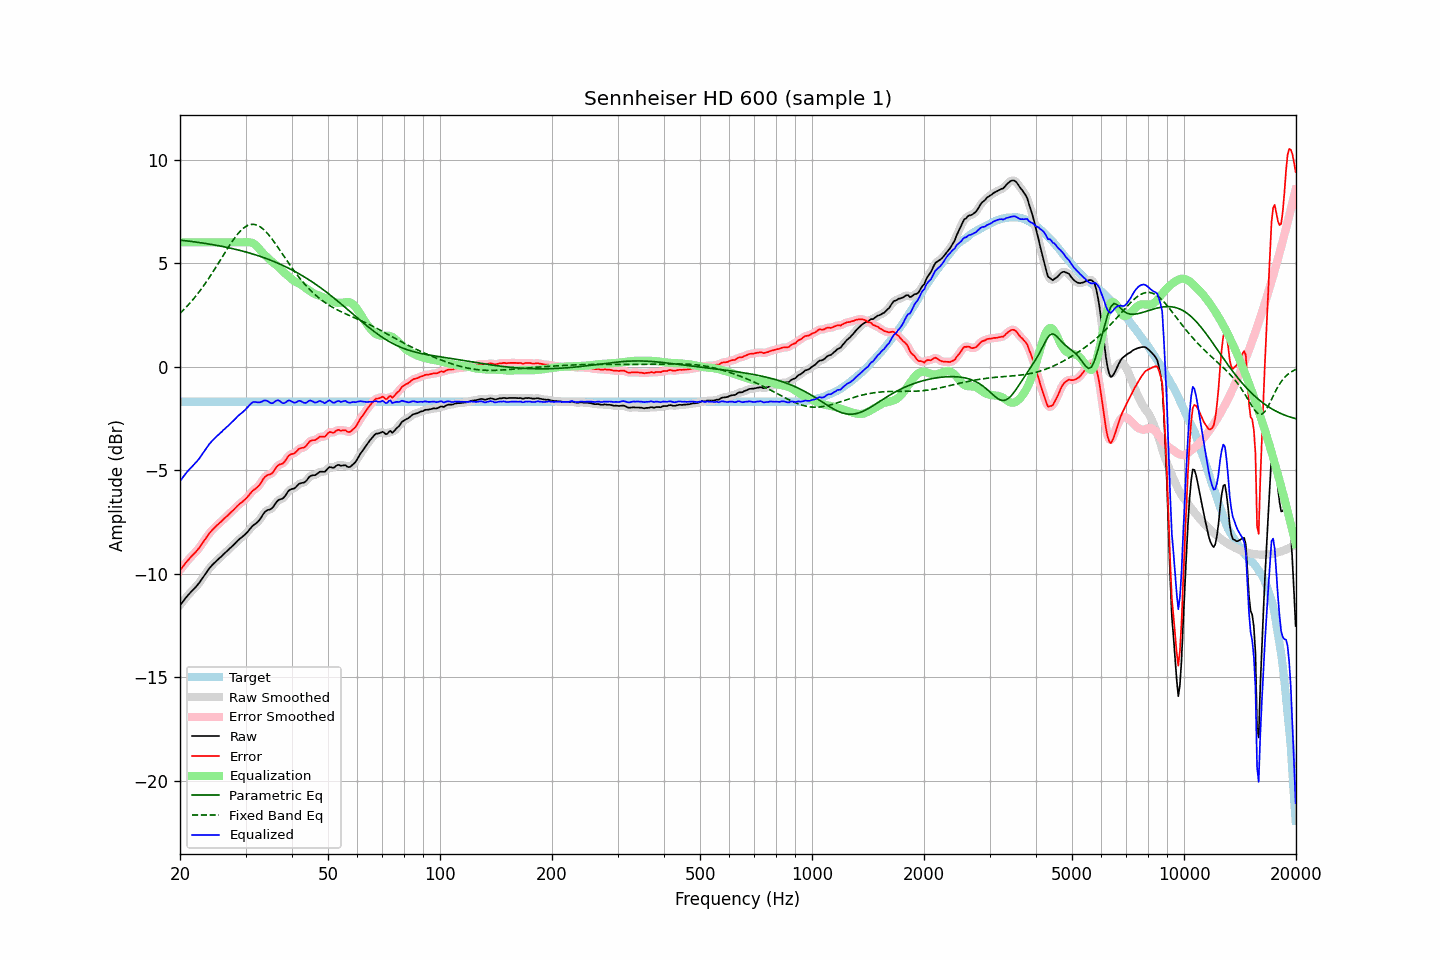 Sennheiser HD 600 (sample 1)
10
5
0
−5
−10
−15
−20
Amplitude (dBr)
Target
Raw Smoothed
Error Smoothed
Raw
Error
Equalization
Parametric Eq
Fixed Band Eq
Equalized
20 50 100 200 500 1000 2000 5000 10000 20000
Frequency (Hz)